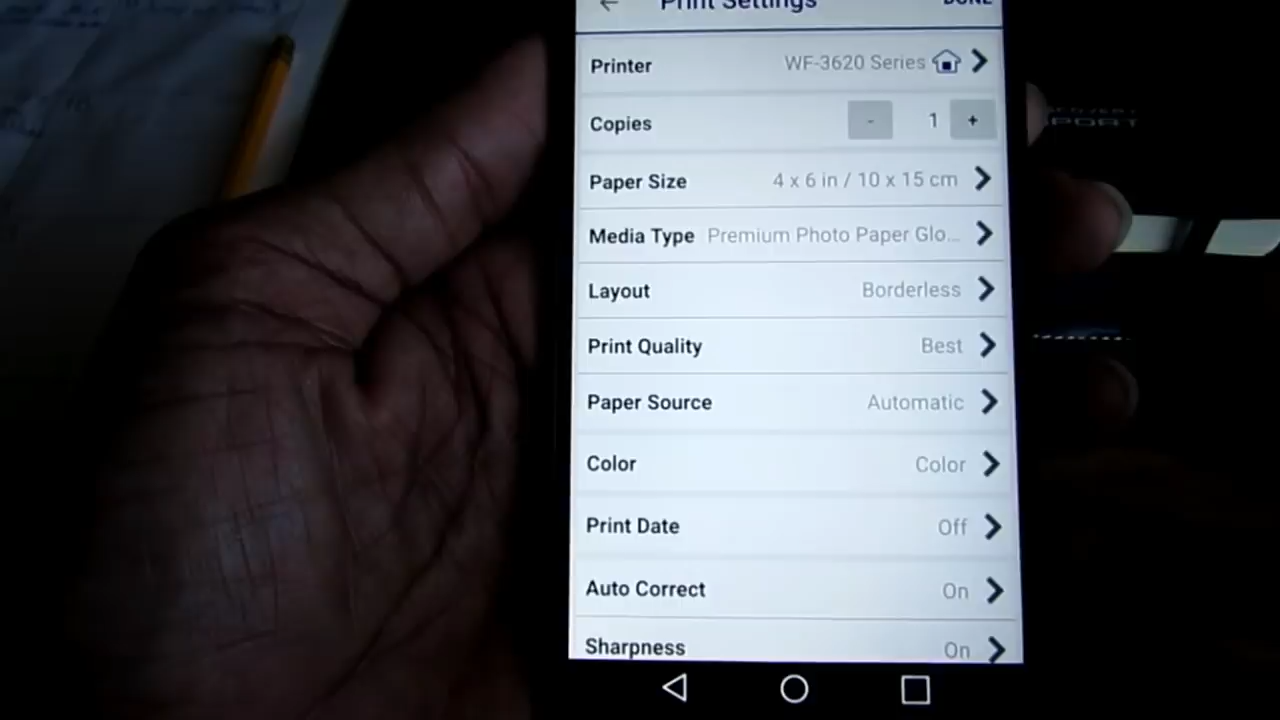 Print Settings DONE
Printer WF-3620 Series
Copies - 1 +
Paper Size 4 x 6 in / 10 x 15 cm
Media Type Premium Photo Paper Glo...
Layout Borderless
Print Quality Best
Paper Source Automatic
Color Color
Print Date Off
Auto Correct On
Sharpness On